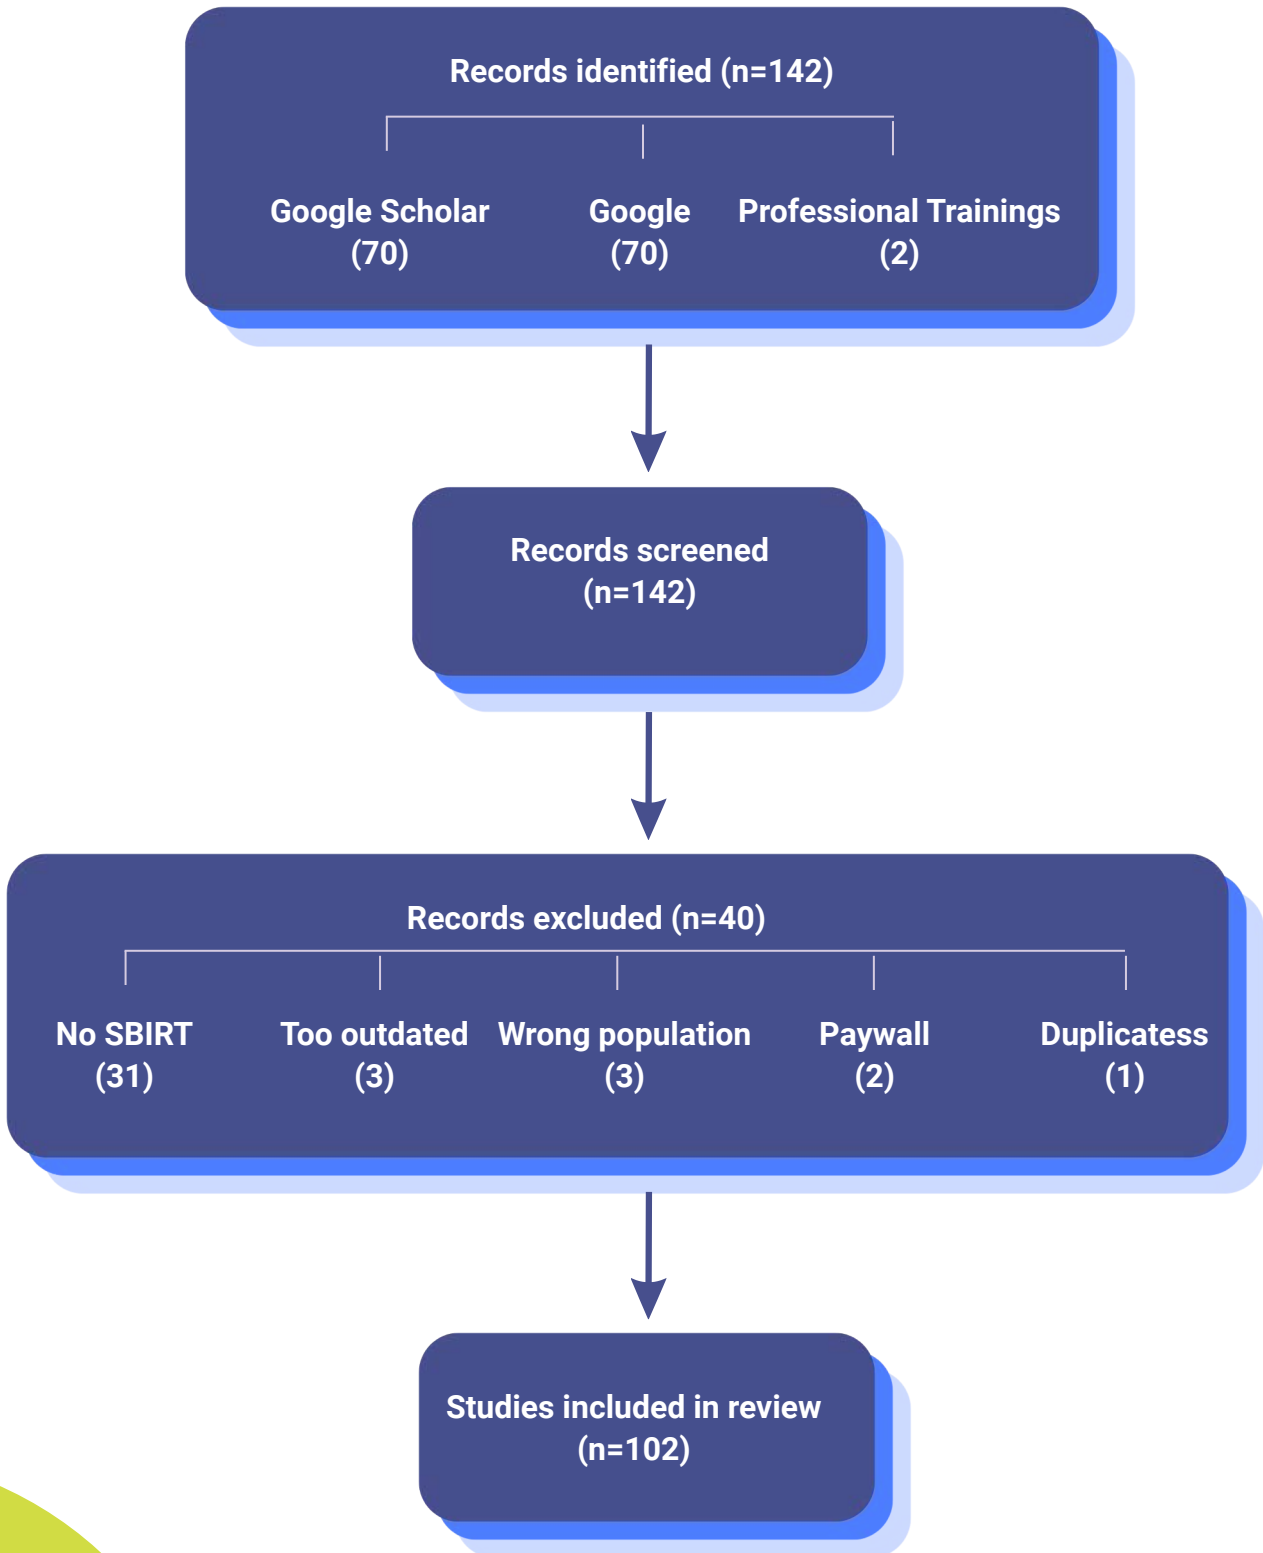 Records identified (n=142)
Google Scholar
(70)
Google
(70)
Professional Trainings
(2)
Records screened
(n=142)
Records excluded (n=40)
No SBIRT
(31)
Too outdated
(3)
Wrong population
(3)
Paywall
(2)
Duplicatess
(1)
Studies included in review
(n=102)